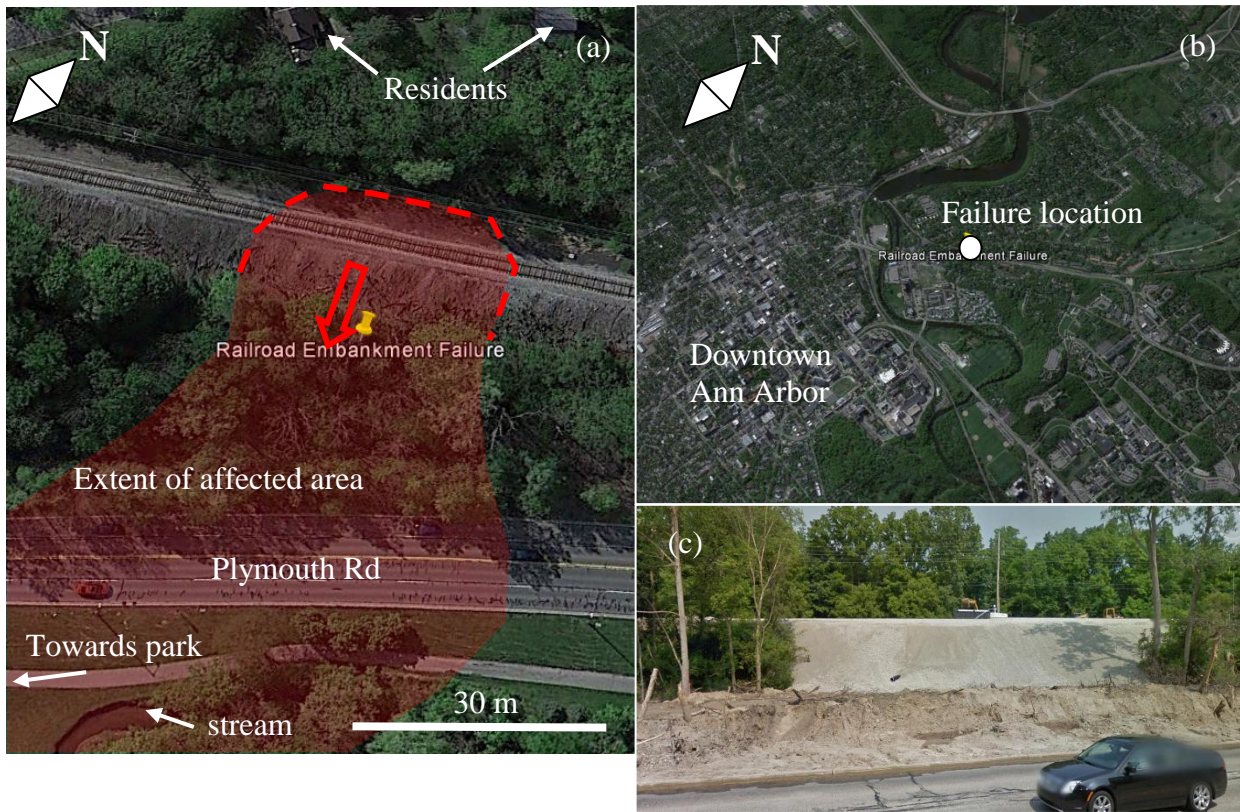 (a)
N
Residents
Railroad Embankment Failure
Extent of affected area
Plymouth Rd
Towards park
30 m
stream
(b)
N
Failure location
Railroad Embankment Failure
Downtown
Ann Arbor
(c)